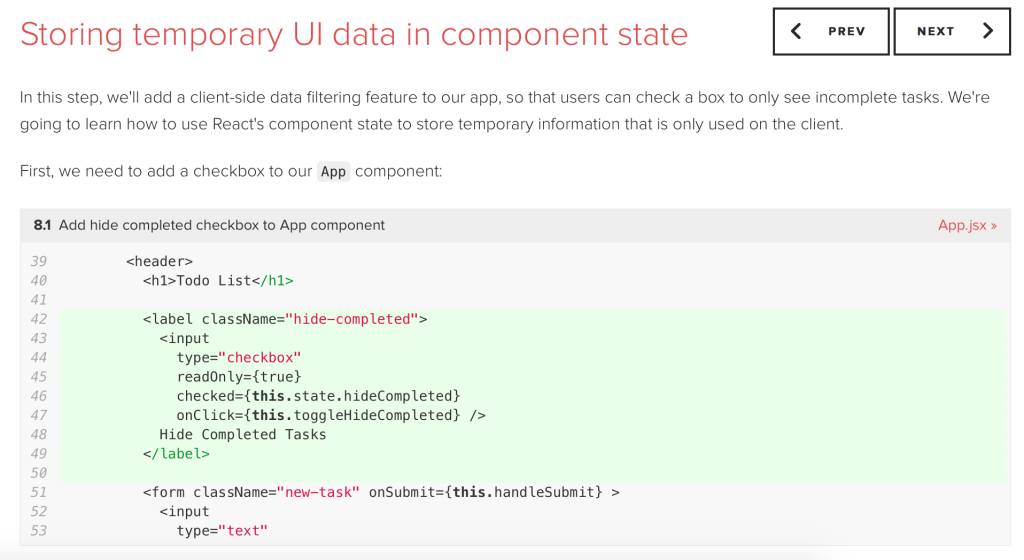 Storing temporary UI data in component state
PREV
NEXT
In this step, we'll add a client-side data filtering feature to our app, so that users can check a box to only see incomplete tasks. We're
going to learn how to use React's component state to store temporary information that is only used on the client.
First, we need to add a checkbox to our App component:
8.1 Add hide completed checkbox to App component
App.jsx »
39 <header>
40 <h1>Todo List</h1>
41
42 <label className="hide-completed">
43 <input
44 type="checkbox"
45 readOnly={true}
46 checked={this.state.hideCompleted}
47 onClick={this.toggleHideCompleted} />
48 Hide Completed Tasks
49 </label>
50
51 <form className="new-task" onSubmit={this.handleSubmit} >
52 <input
53 type="text"